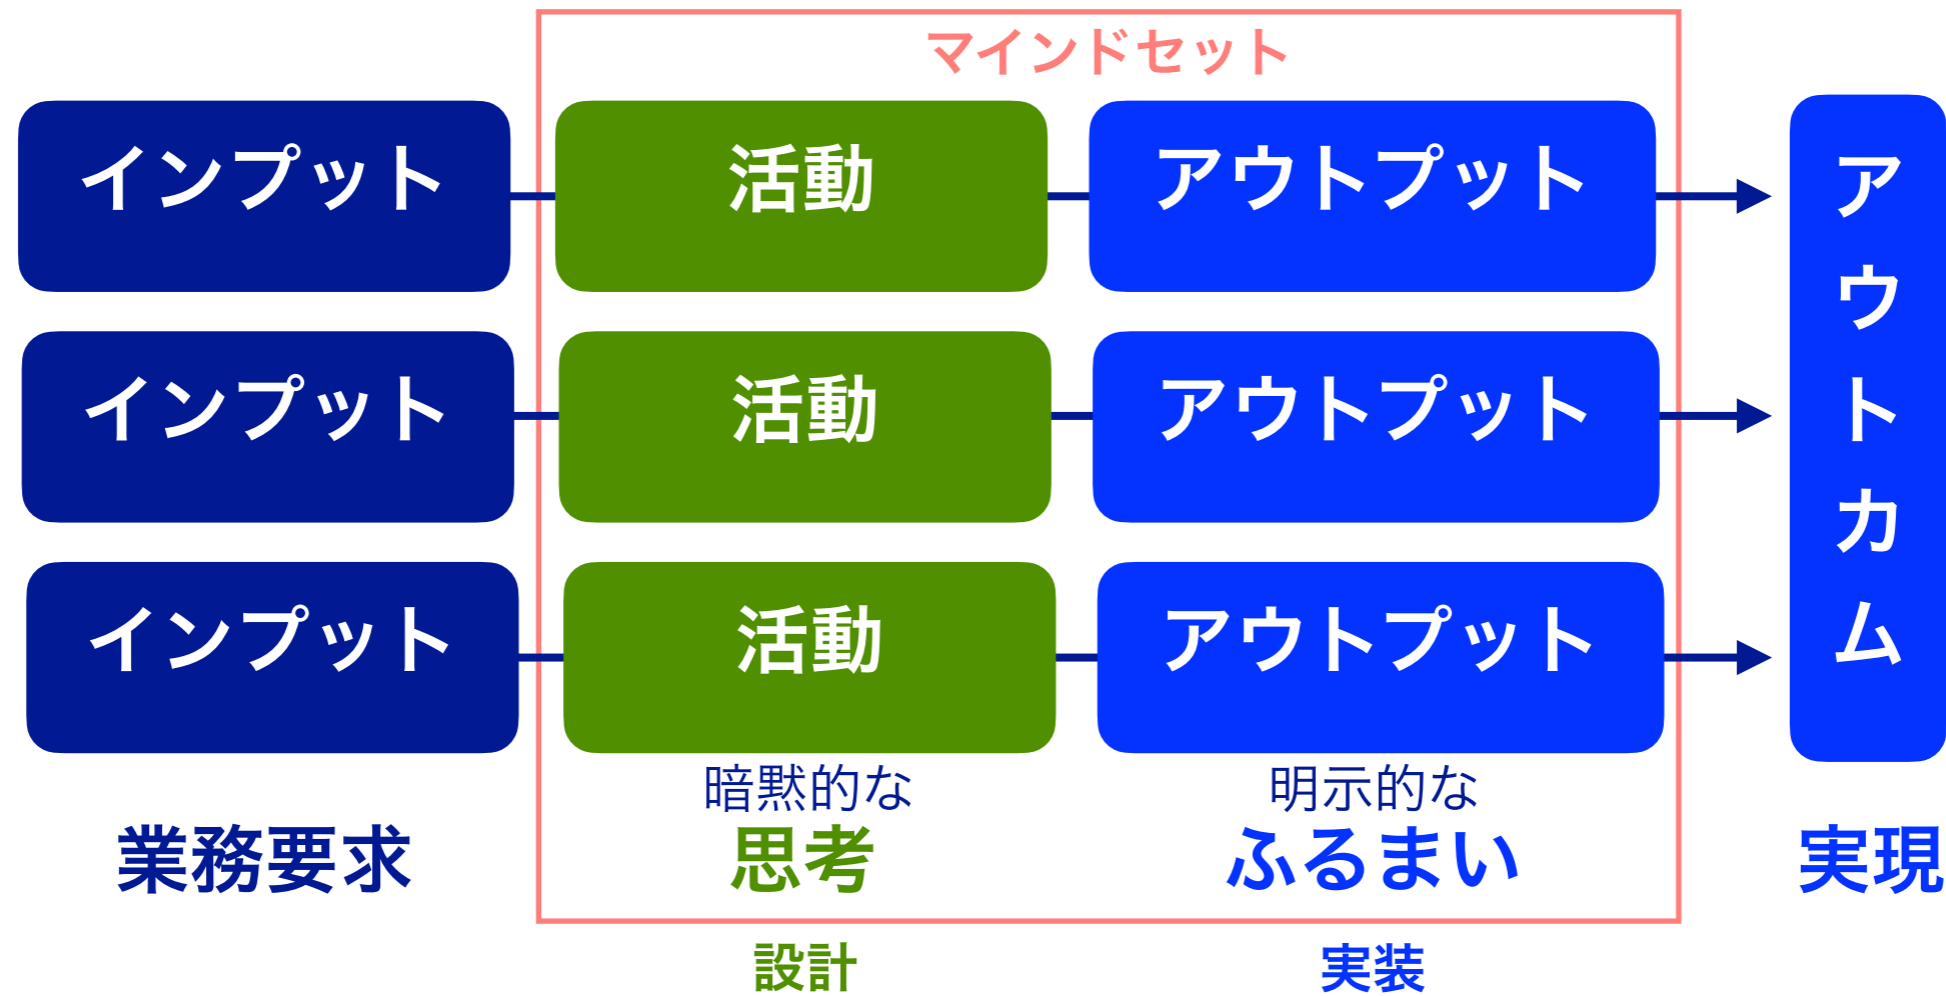 マインドセット
インプット
活動
アウトプット
インプット
活動
アウトプット
インプット
活動
アウトプット
アウトカム
業務要求
暗黙的な
思考
明示的な
ふるまい
実現
設計
実装